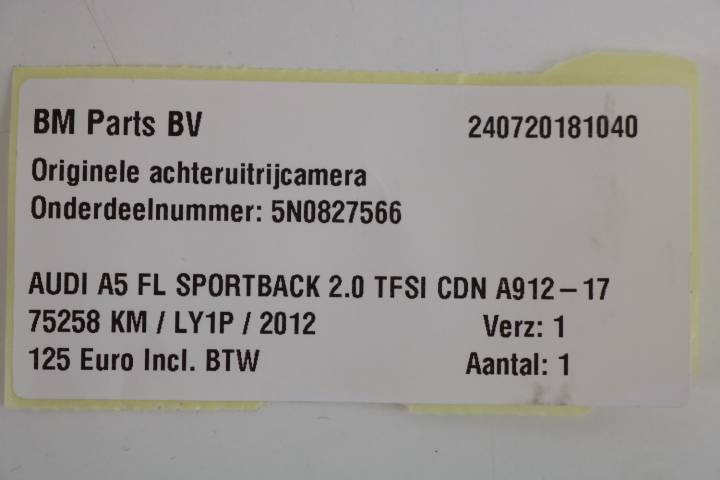 BM Parts BV 240720181040
Originele achteruitrijcamera
Onderdeelnummer: 5N0827566
AUDI A5 FL SPORTBACK 2.0 TFSI CDN A912-17
75258 KM / LY1P / 2012 Verz: 1
125 Euro Incl. BTW Aantal: 1